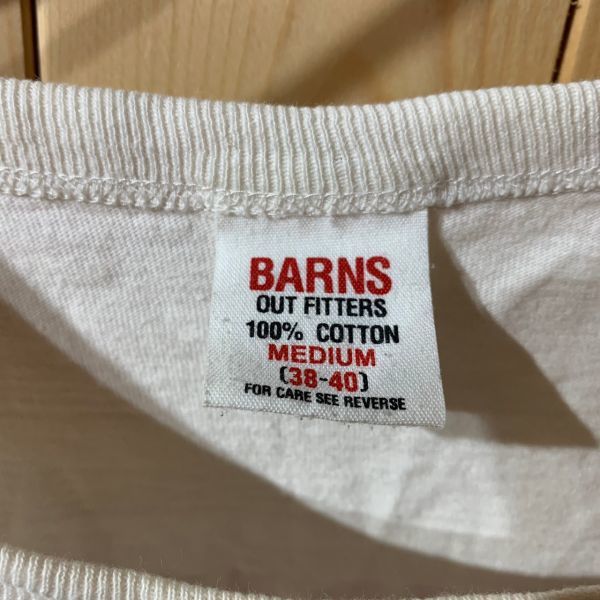 BARNS
OUT FITTERS
100% COTTON
MEDIUM
(38-40)
FOR CARE SEE REVERSE